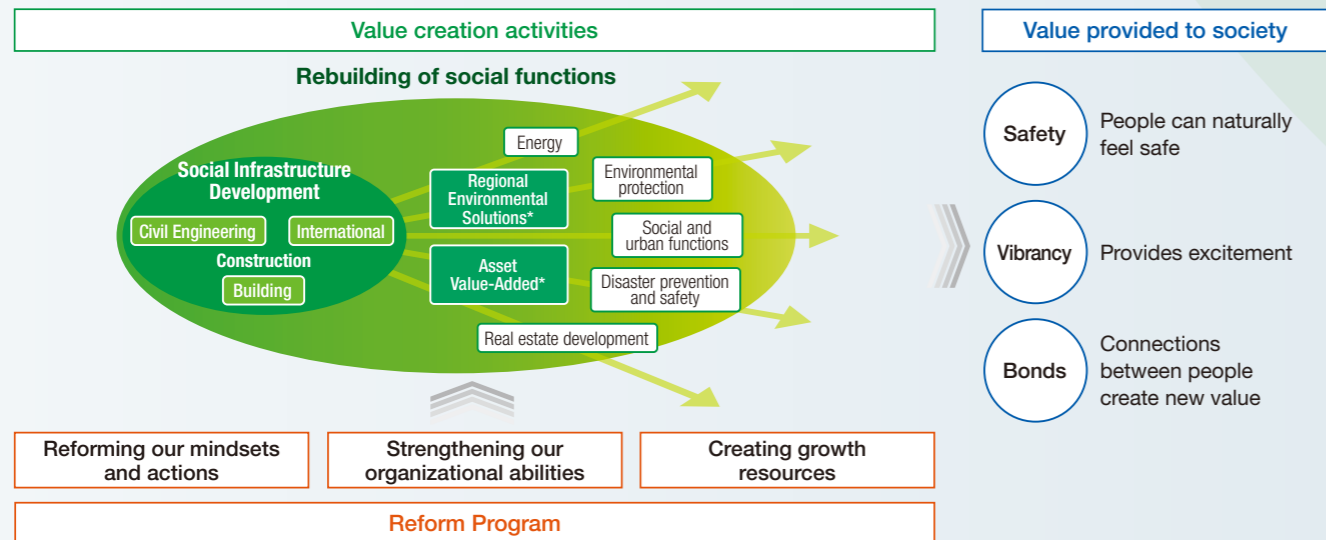 Value creation activities
Rebuilding of social functions
Social Infrastructure
Development
Civil Engineering
International
Construction
Building
Energy
Regional
Environmental
Solutions*
Environmental
protection
Social and
urban functions
Asset
Value-Added*
Disaster prevention
and safety
Real estate development
Reforming our mindsets
and actions
Strengthening our
organizational abilities
Creating growth
resources
Reform Program
Value provided to society
Safety
People can naturally
feel safe
Vibrancy
Provides excitement
Bonds
Connections
between people
create new value